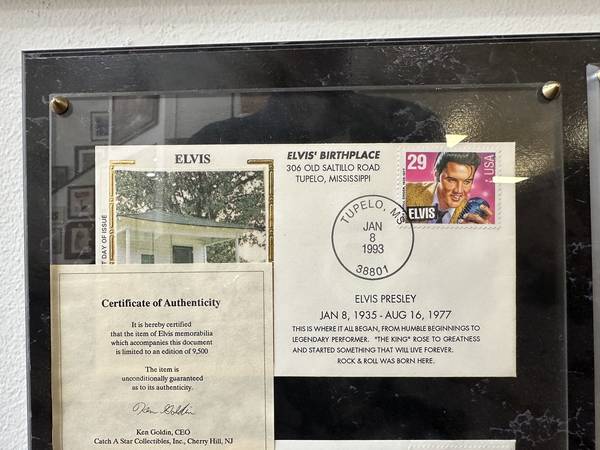 ELVIS
DAY OF ISSUE
ELVIS' BIRTHPLACE
306 OLD SALTILLO ROAD
TUPELO, MISSISSIPPI
29
USA
ELVIS
TUPELO, MS
JAN
8
1993
38801
ELVIS PRESLEY
JAN 8, 1935 - AUG 16, 1977
THIS IS WHERE IT ALL BEGAN, FROM HUMBLE BEGINNINGS TO
LEGENDARY PERFORMER. "THE KING" ROSE TO GREATNESS
AND STARTED SOMETHING THAT WILL LIVE FOREVER.
ROCK & ROLL WAS BORN HERE.
Certificate of Authenticity
It is hereby certified
that the item of Elvis memorabilia
which accompanies this document
is limited to an edition of 9,500
The item is
unconditionally guaranteed
as to its authenticity.
Ken Goldin
Ken Goldin, CEO
Catch A Star Collectibles, Inc., Cherry Hill, NJ